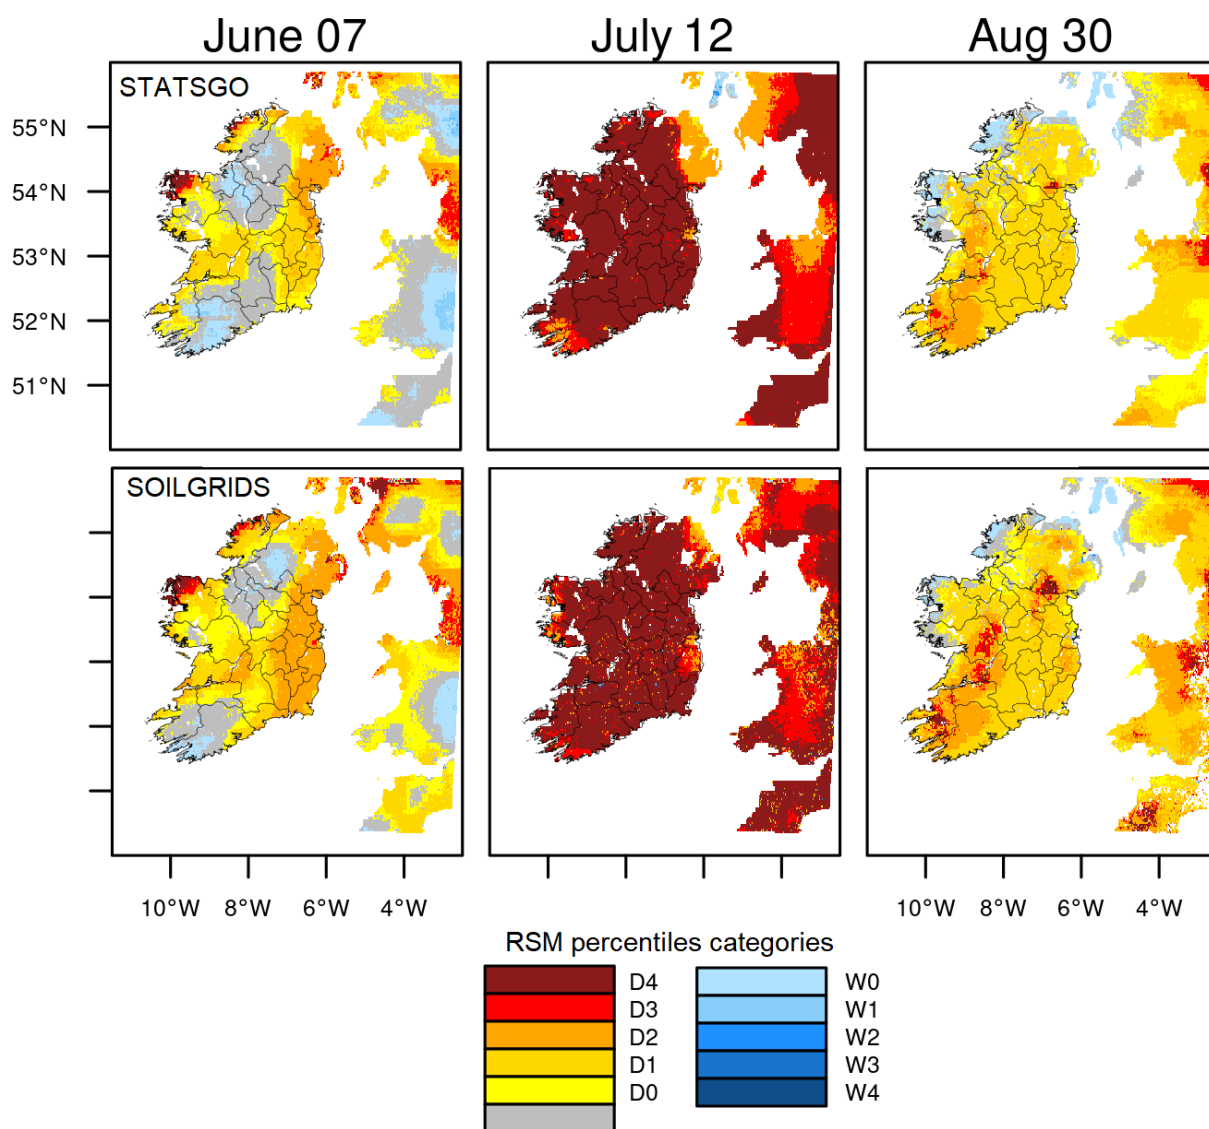 June 07 July 12 Aug 30
STATSGO
55°N
54°N
53°N
52°N
51°N
SOILGRIDS
10°W 8°W 6°W 4°W 10°W 8°W 6°W 4°W
RSM percentiles categories
D4 W0
D3 W1
D2 W2
D1 W3
D0 W4